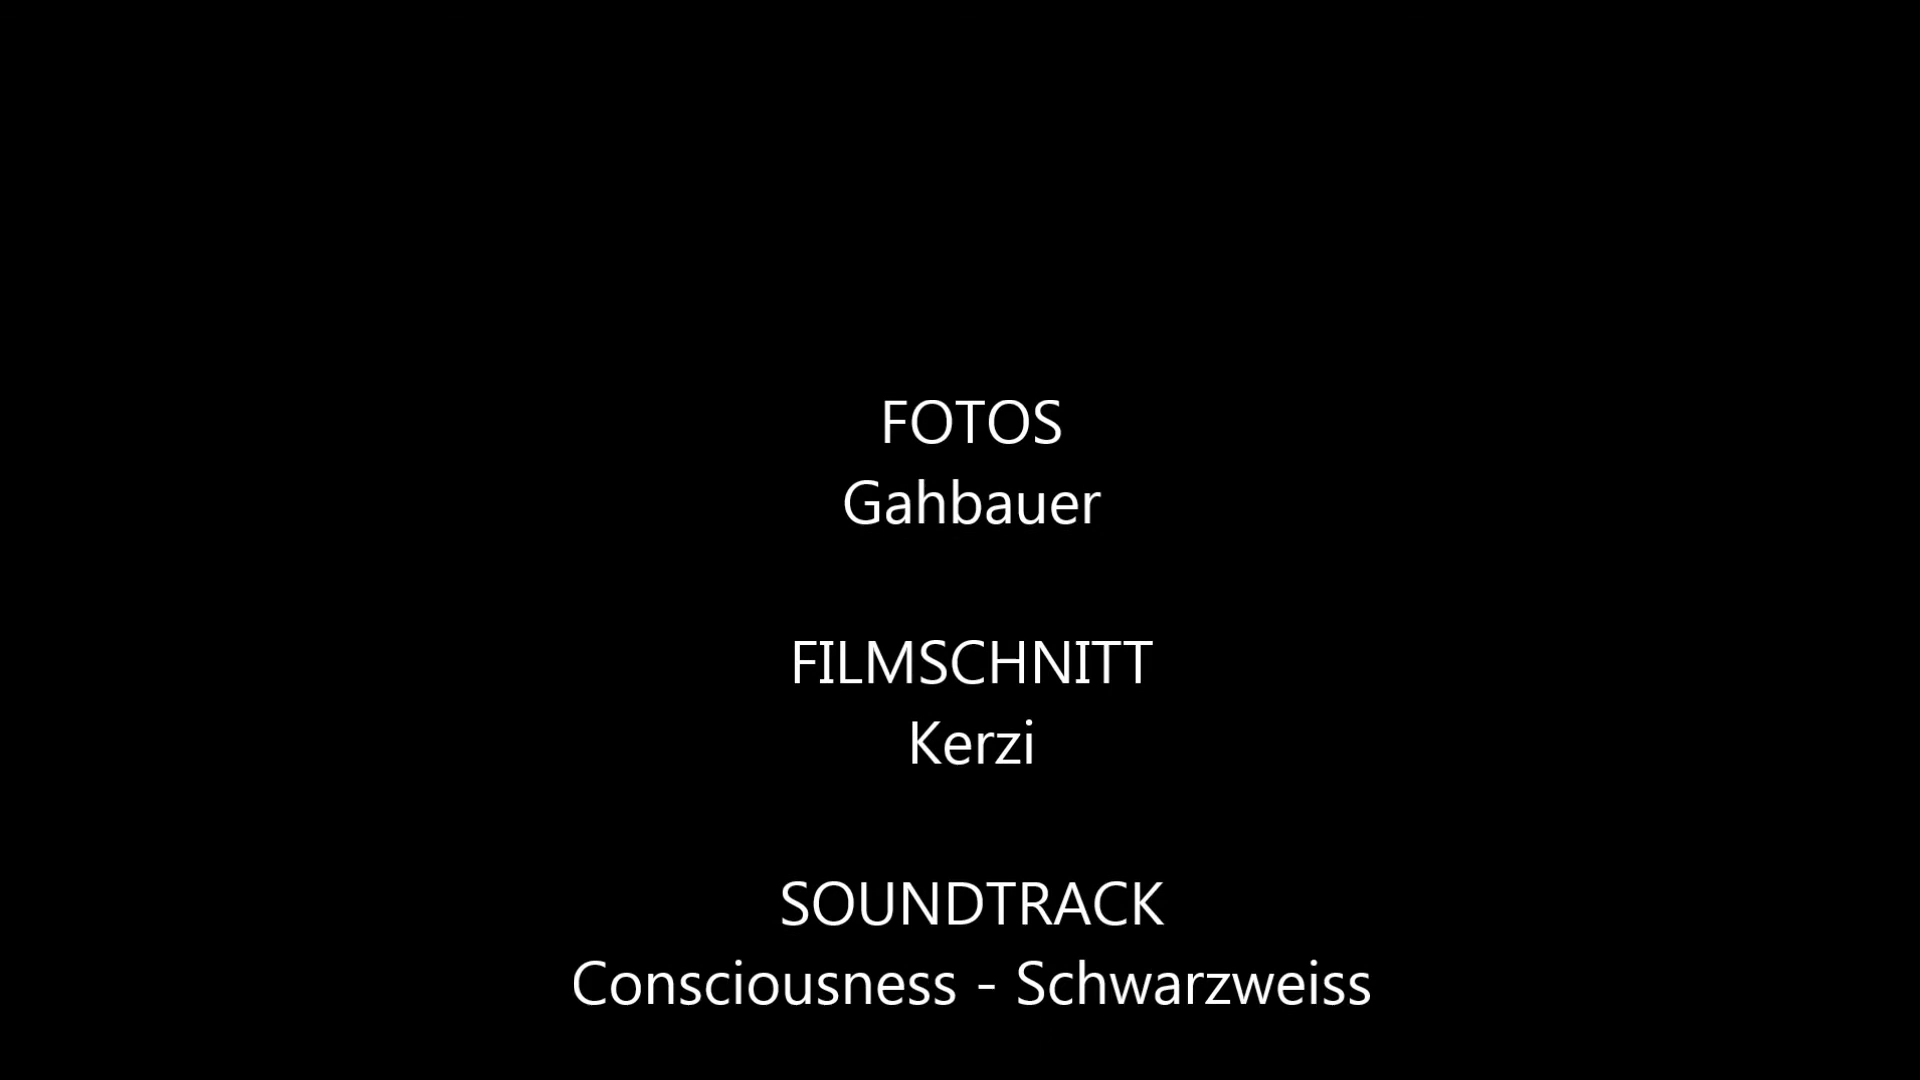 FOTOS
Gahbauer
FILMSCHNITT
Kerzi
SOUNDTRACK
Consciousness - Schwarzweiss